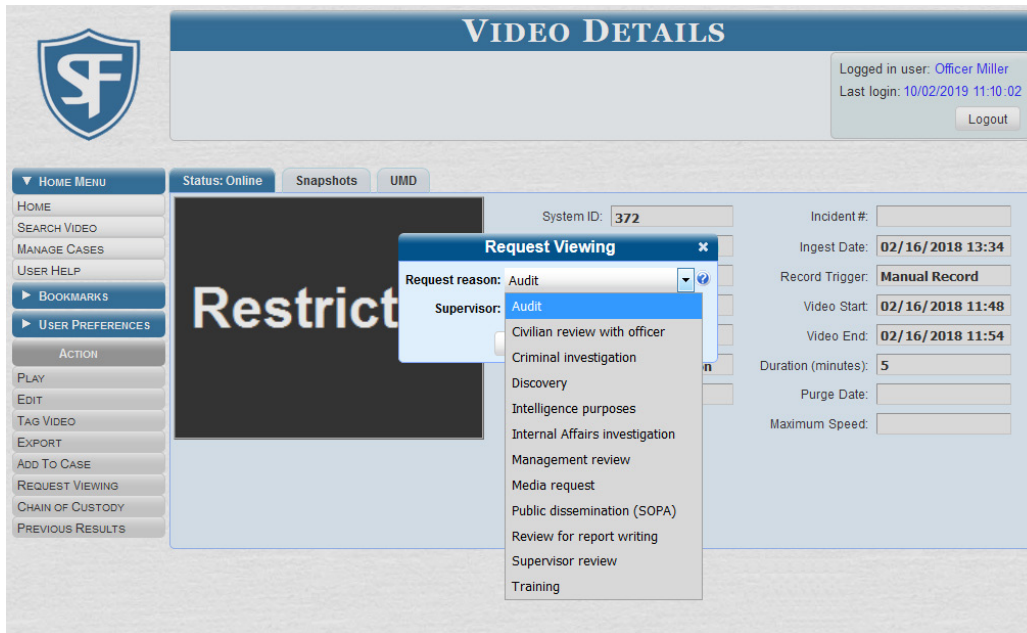 VIDEO DETAILS
SF
Logged in user: Officer Miller
Last login: 10/02/2019 11:10:02
Logout
▼ HOME MENU
HOME
SEARCH VIDEO
MANAGE CASES
USER HELP
► BOOKMARKS
► USER PREFERENCES
ACTION
PLAY
EDIT
TAG VIDEO
EXPORT
ADD TO CASE
REQUEST VIEWING
CHAIN OF CUSTODY
PREVIOUS RESULTS
Status: Online Snapshots UMD
Restrict
System ID: 372
Request Viewing ×
Request reason: Audit ?
Supervisor:
Audit
Civilian review with officer
Criminal investigation
Discovery
Intelligence purposes
Internal Affairs investigation
Management review
Media request
Public dissemination (SOPA)
Review for report writing
Supervisor review
Training
Incident #:
Ingest Date: 02/16/2018 13:34
Record Trigger: Manual Record
Video Start: 02/16/2018 11:48
Video End: 02/16/2018 11:54
Duration (minutes): 5
Purge Date:
Maximum Speed: